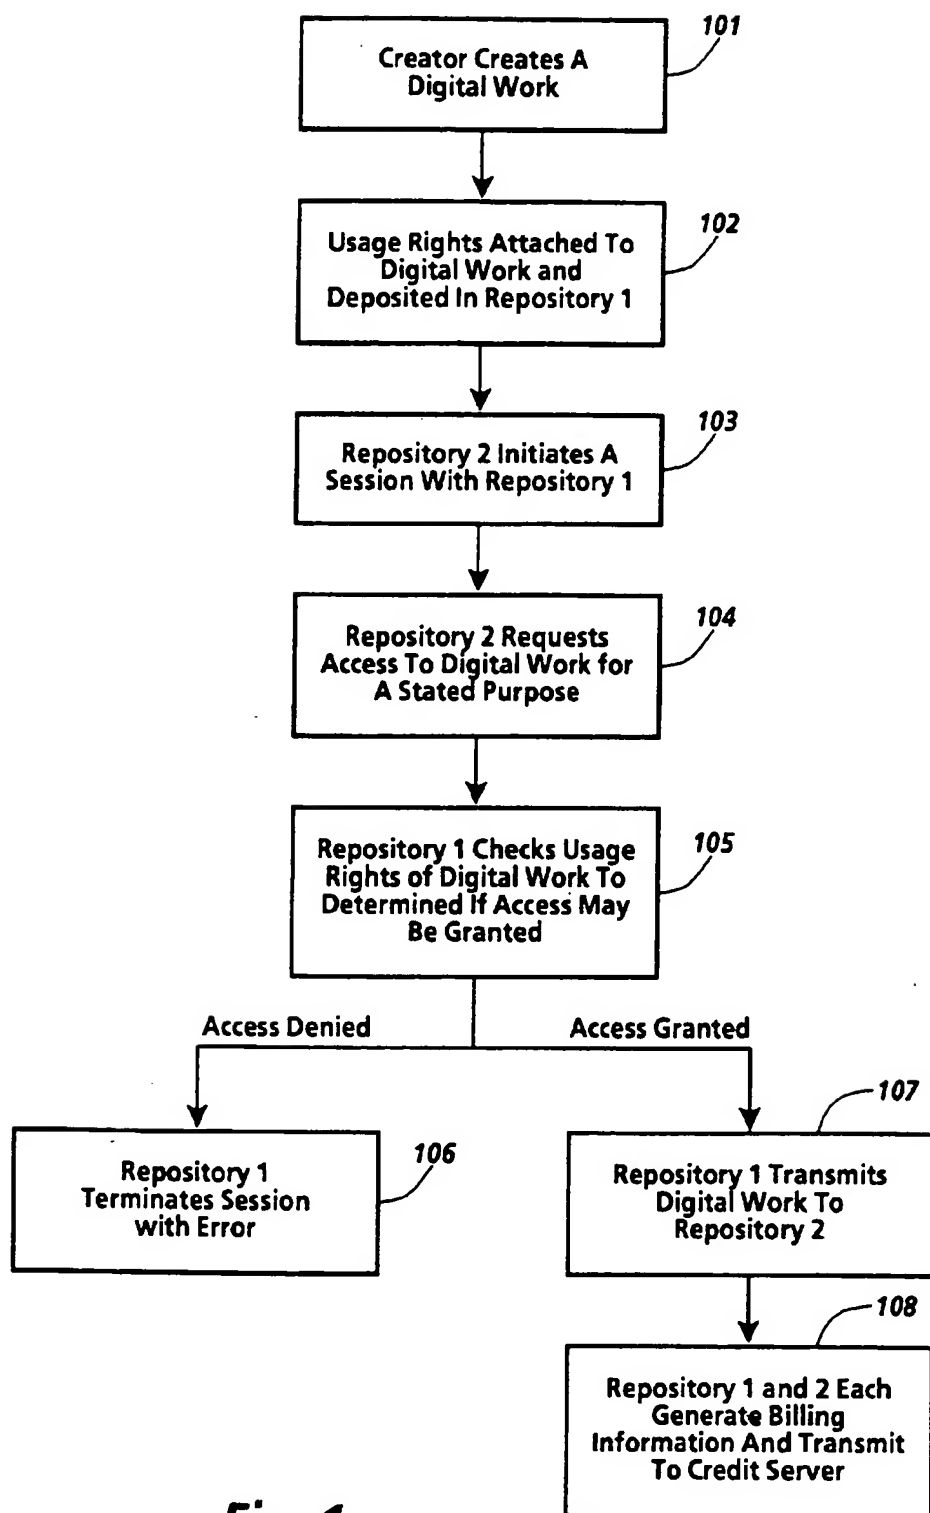 101
Creator Creates A
Digital Work
102
Usage Rights Attached To
Digital Work and
Deposited In Repository 1
103
Repository 2 Initiates A
Session With Repository 1
104
Repository 2 Requests
Access To Digital Work for
A Stated Purpose
105
Repository 1 Checks Usage
Rights of Digital Work To
Determined If Access May
Be Granted
Access Denied
Access Granted
106
Repository 1
Terminates Session
with Error
107
Repository 1 Transmits
Digital Work To
Repository 2
108
Repository 1 and 2 Each
Generate Billing
Information And Transmit
To Credit Server